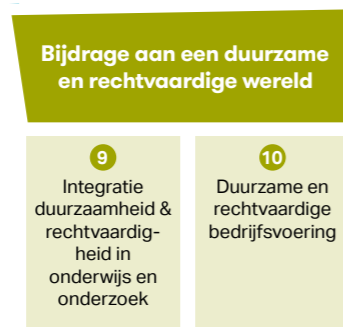 Bijdrage aan een duurzame
en rechtvaardige wereld
9
Integratie
duurzaamheid &
rechtvaardig-
heid in
onderwijs en
onderzoek
10
Duurzame en
rechtvaardige
bedrijfsvoering